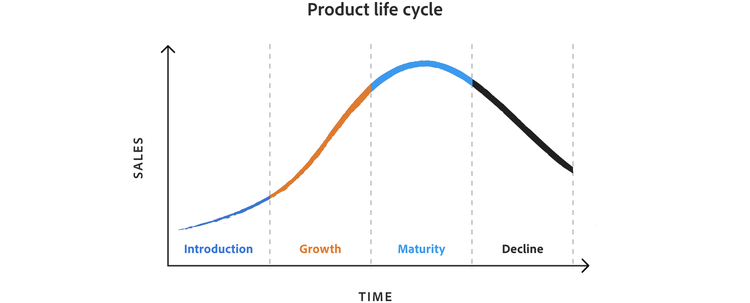 Product life cycle
SALES
Introduction
Growth
Maturity
Decline
TIME